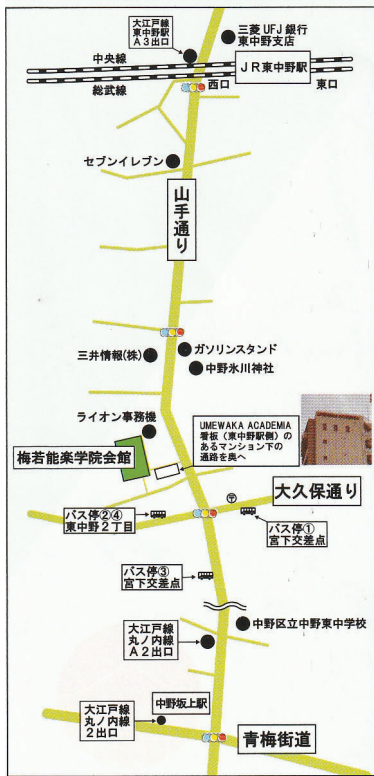 大江戸線
東中野駅
A3出口
三菱UFJ銀行
東中野支店
中央線
JR東中野駅
総武線
西口
東口
セブンイレブン
山手通り
ガソリンスタンド
三井情報(株)
中野氷川神社
ライオン事務機
UMEWAKA ACADEMIA
看板(東中野駅側)の
あるマンション下の
通路を奥へ
梅若能楽学院会館
大久保通り
〒
バス停②④
東中野2丁目
バス停①
宮下交差点
バス停③
宮下交差点
中野区立中野東中学校
大江戸線
丸ノ内線
A2出口
中野坂上駅
大江戸線
丸ノ内線
2出口
青梅街道